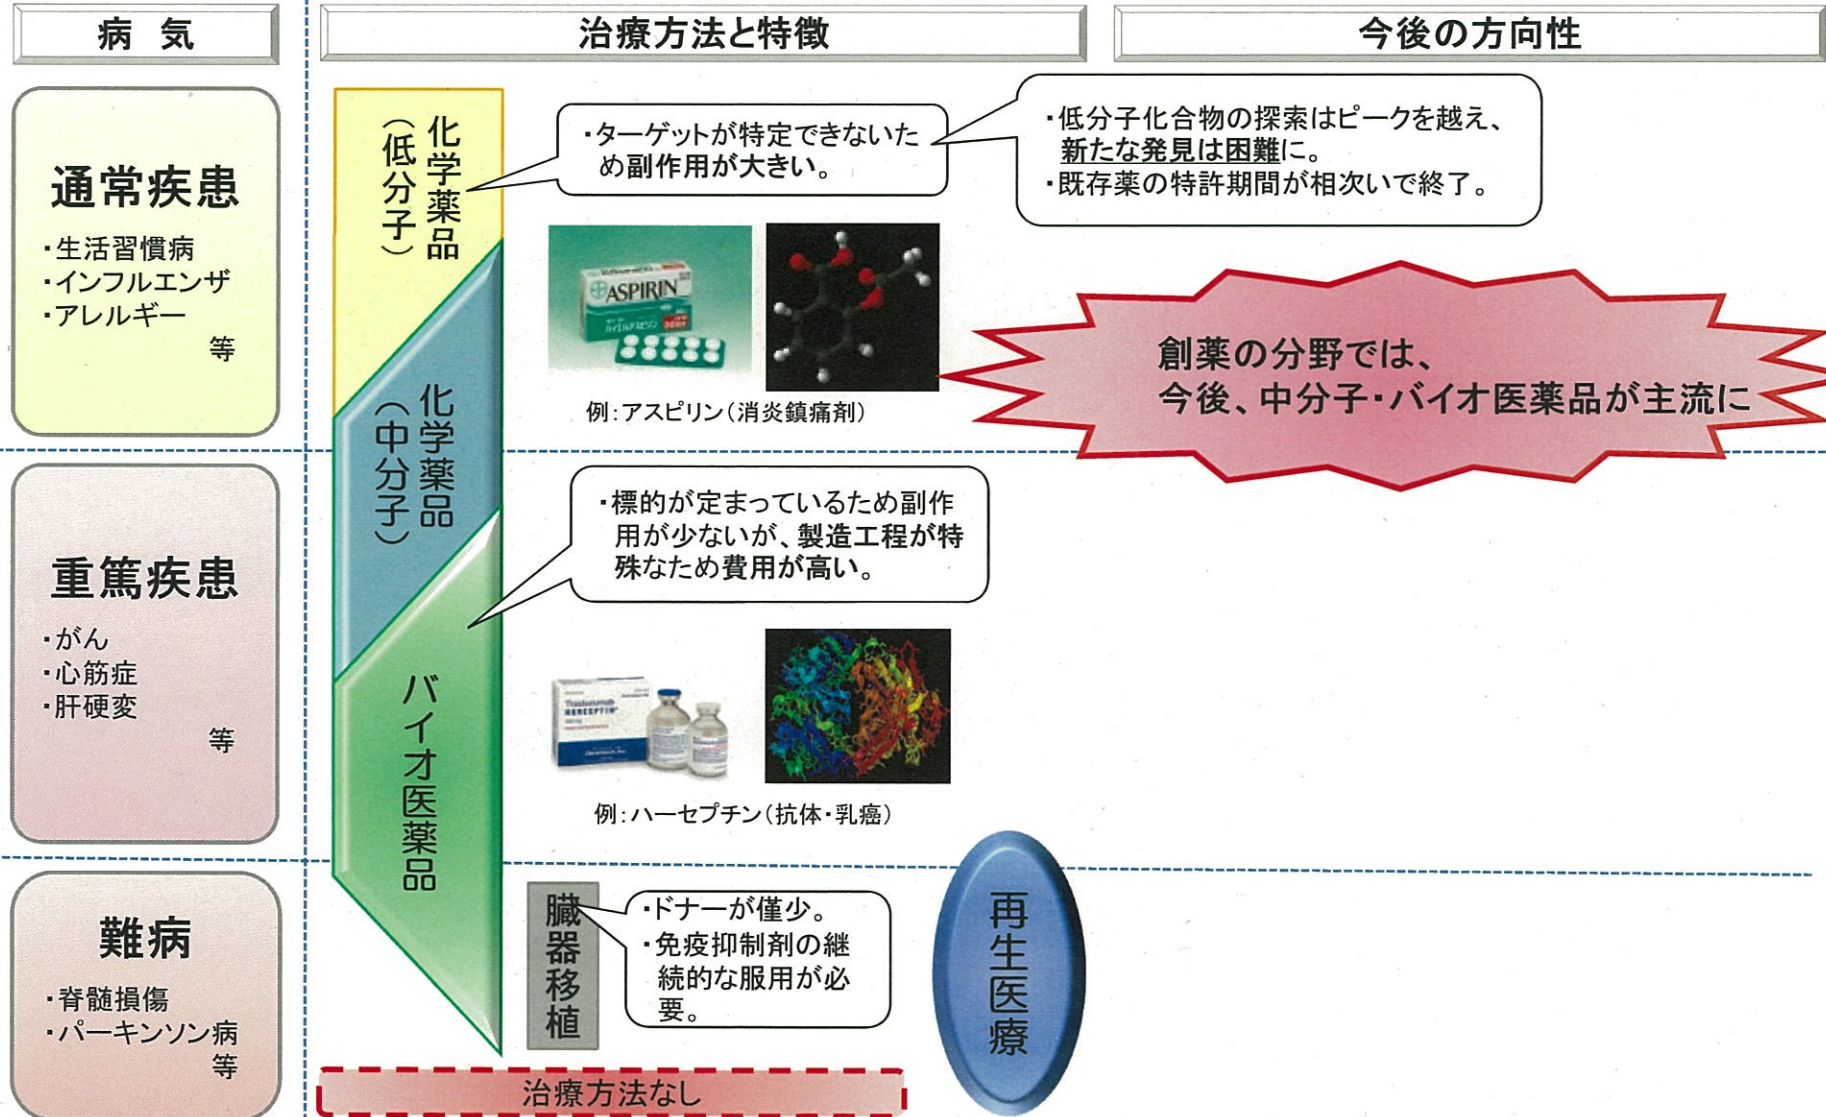 病 気
治療方法と特徴
今後の方向性
通常疾患
・生活習慣病
・インフルエンザ
・アレルギー
等
化学薬品
（低分子）
・ターゲットが特定できないた
め副作用が大きい。
・低分子化合物の探索はピークを越え、
新たな発見は困難に。
・既存薬の特許期間が相次いで終了。
ASPIRIN
バイエルアスピリン
例：アスピリン（消炎鎮痛剤）
創薬の分野では、
今後、中分子・バイオ医薬品が主流に
化学薬品
（中分子）
重篤疾患
・がん
・心筋症
・肝硬変
等
・標的が定まっているため副作
用が少ないが、製造工程が特
殊なため費用が高い。
バイオ医薬品
Trastuzumab
HERCEPTIN
例：ハーセプチン（抗体・乳癌）
難病
・脊髄損傷
・パーキンソン病
等
臓器移植
・ドナーが僅少。
・免疫抑制剤の継
続的な服用が必
要。
再生医療
治療方法なし